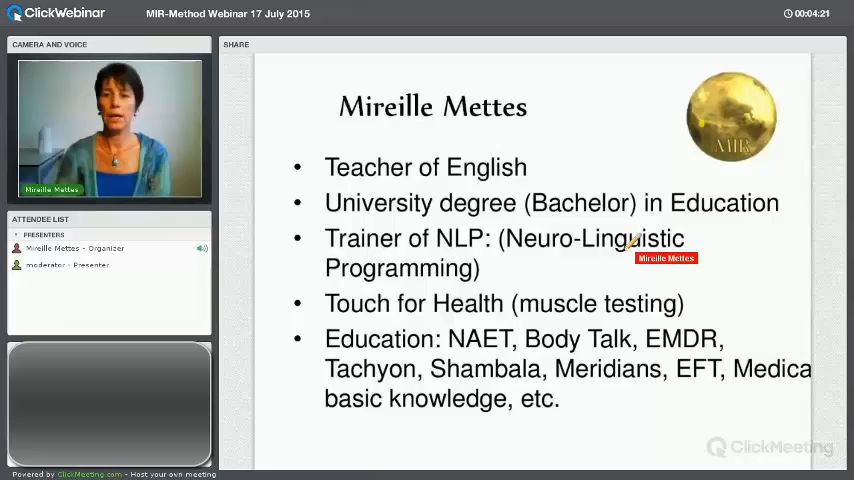 ClickWebinar
MIR-Method Webinar 17 July 2015
00:04:21
CAMERA AND VOICE
Mireille Mettes
ATTENDEE LIST
PRESENTERS
Mireille Mettes - Organizer
moderator - Presenter
Powered by ClickMeeting.com - Host your own meeting
SHARE
Mireille Mettes
MIR
• Teacher of English
• University degree (Bachelor) in Education
• Trainer of NLP: (Neuro-Linguistic
Mireille Mettes
Programming)
• Touch for Health (muscle testing)
• Education: NAET, Body Talk, EMDR,
Tachyon, Shambala, Meridians, EFT, Medica
basic knowledge, etc.
ClickMeeting